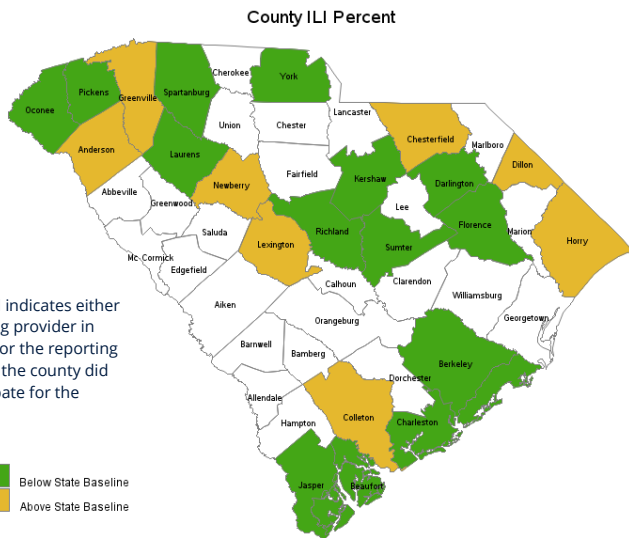 County ILI Percent
Cherokee
York
Pickens
Spartanburg
Greenville
Oconee
Lancaster
Union
Chester
Chesterfield
Marlboro
Anderson
Laurens
Dillon
Fairfield
Kershaw
Newberry
Darlington
Abbeville
Greenwood
Lee
Florence
Saluda
Richland
Marion
Lexington
Sumter
Horry
Mc Cormick
Edgefield
Calhoun
Clarendon
Williamsburg
Aiken
Georgetown
Orangeburg
indicates either
g provider in
or the reporting
the county did
pate for the
Barnwell
Bamberg
Berkeley
Dorchester
Allendale
Colleton
Charleston
Hampton
Jasper
Beaufort
Below State Baseline
Above State Baseline